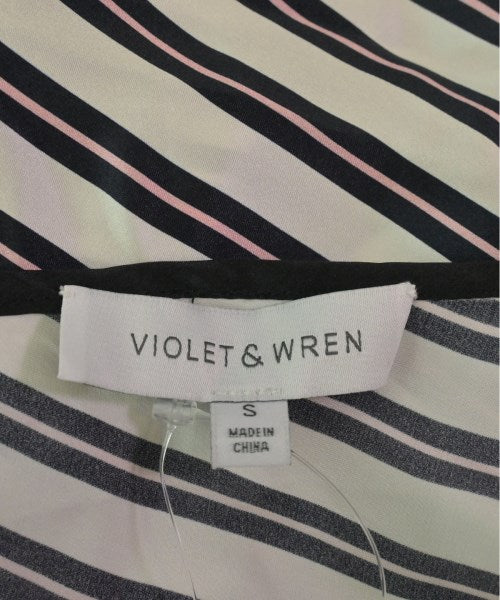 VIOLET & WREN
S
MADE IN
CHINA